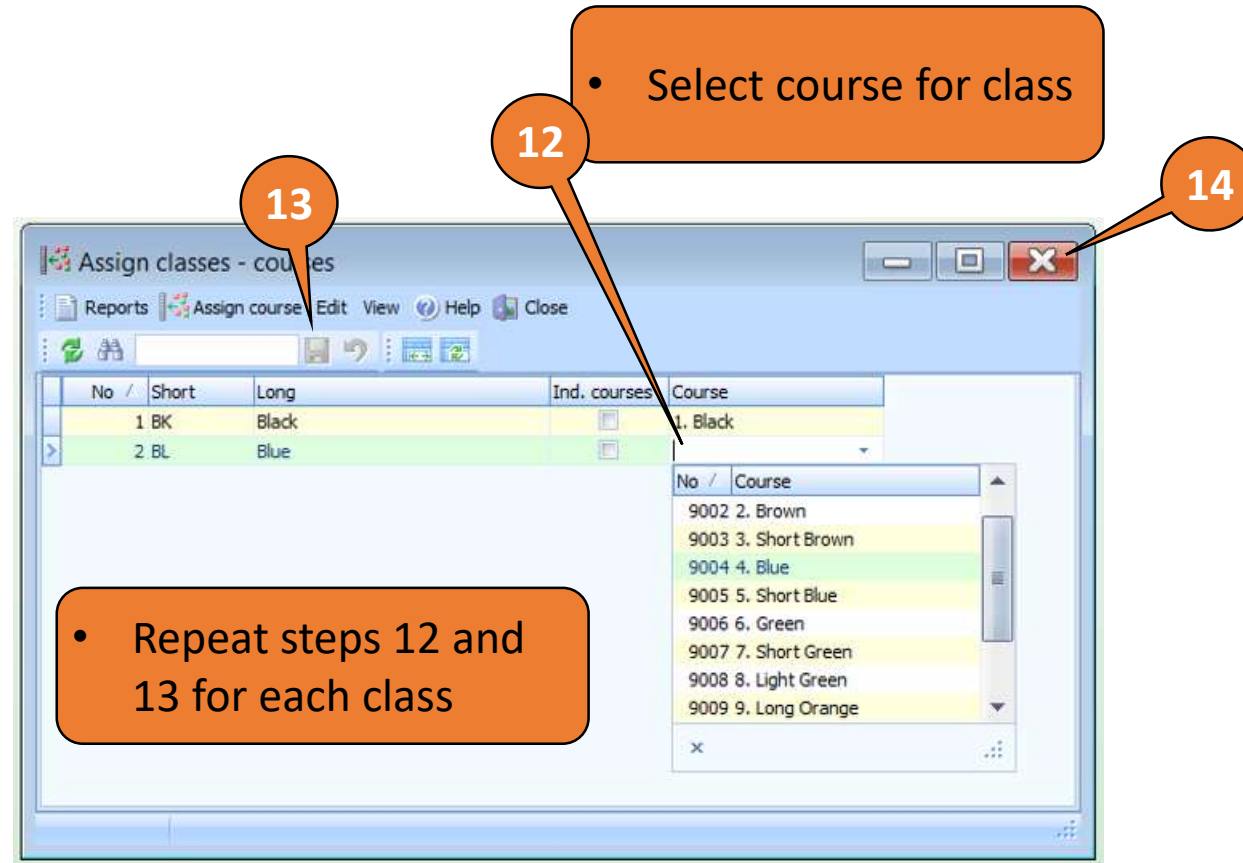 • Select course for class
12
14
13
Assign classes - courses
Reports Assign course Edit View Help Close
No Short Long Ind. courses Course
1 BK Black 1. Black
2 BL Blue
No Course
9002 2. Brown
9003 3. Short Brown
9004 4. Blue
9005 5. Short Blue
9006 6. Green
9007 7. Short Green
9008 8. Light Green
9009 9. Long Orange
• Repeat steps 12 and
13 for each class